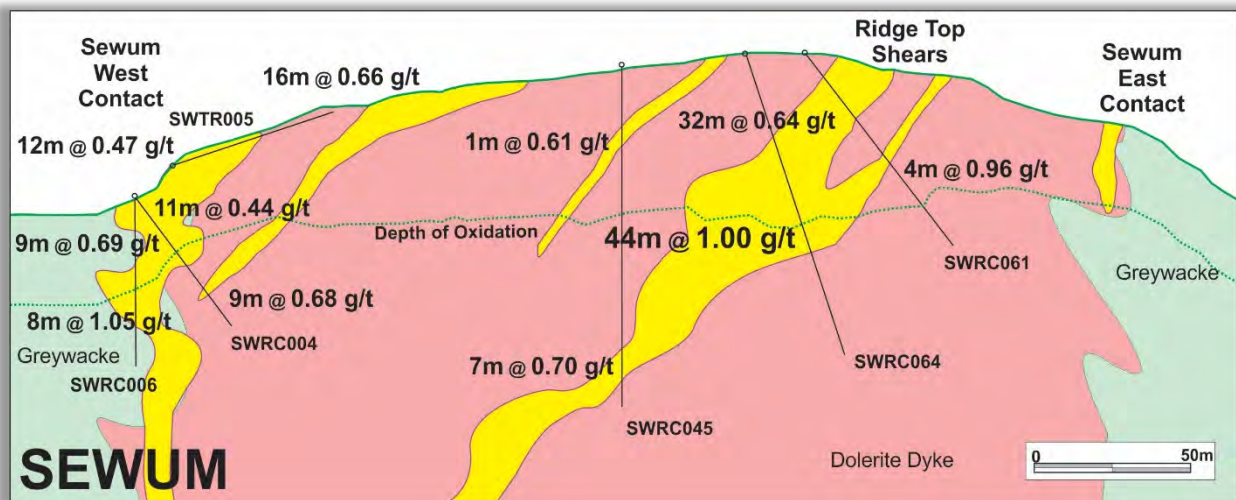 Sewum
West
Contact
16m @ 0.66 g/t
Ridge Top
Shears
Sewum
East
Contact
SWTR005
12m @ 0.47 g/t
1m @ 0.61 g/t
32m @ 0.64 g/t
4m @ 0.96 g/t
11m @ 0.44 g/t
Depth of Oxidation
44m @ 1.00 g/t
9m @ 0.69 g/t
SWRC061
Greywacke
9m @ 0.68 g/t
8m @ 1.05 g/t
SWRC004
Greywacke
SWRC006
7m @ 0.70 g/t
SWRC064
SWRC045
SEWUM
Dolerite Dyke
0 50m